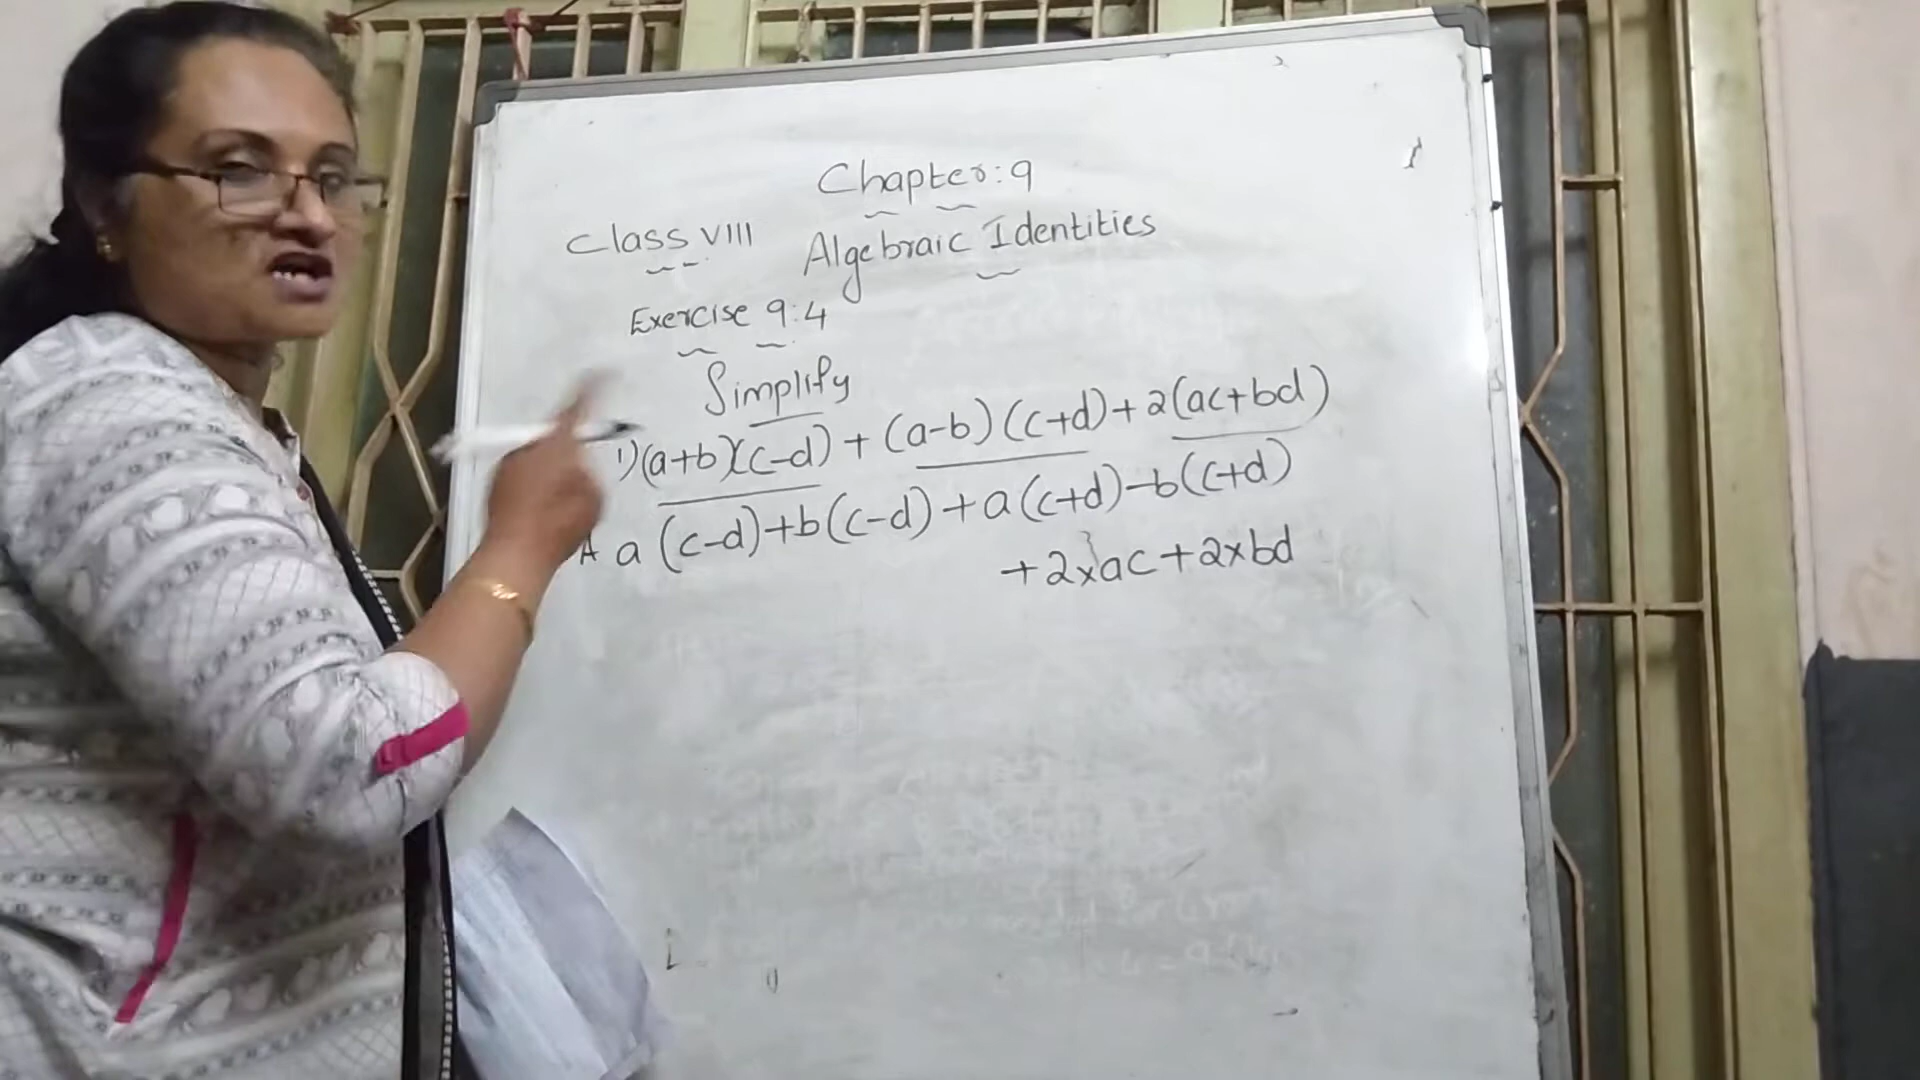 Chapter:9
Class VIII Algebraic Identities
Exercise 9:4
Simplify
1) (a+b)(c-d) + (a-b)(c+d)+2(ac+bd)
A a (c-d)+b(c-d)+a(c+d)-b(c+d)
+2×ac+2×bd